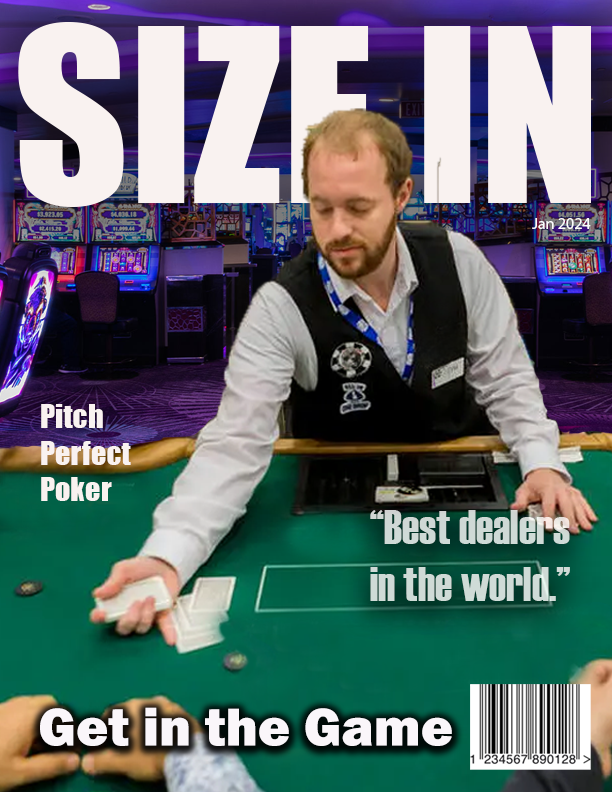 SIZE IN
Jan 2024
Pitch
Perfect
Poker
“Best dealers
in the world.”
Get in the Game
1 234567 890128 >